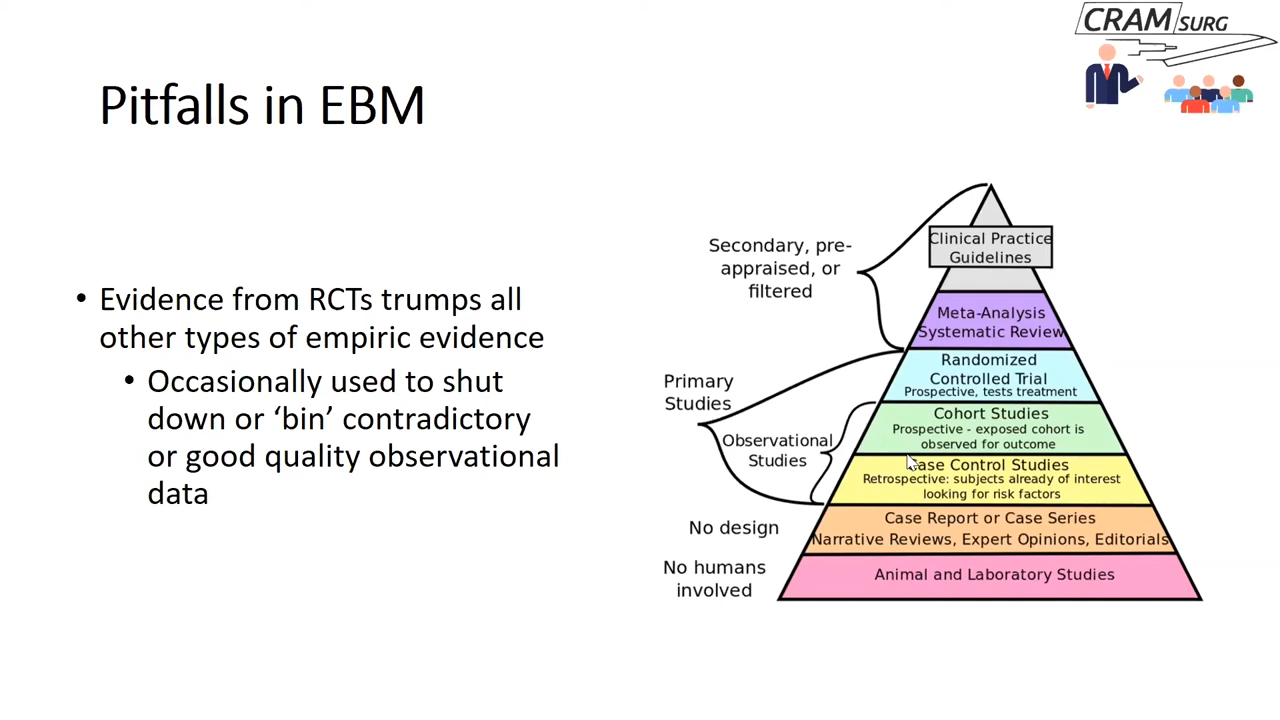 CRAM SURG
Pitfalls in EBM
• Evidence from RCTs trumps all
other types of empiric evidence
• Occasionally used to shut
down or ‘bin’ contradictory
or good quality observational
data
Secondary, pre-
appraised, or
filtered
Primary
Studies
Observational
Studies
No design
No humans
involved
Clinical Practice
Guidelines
Meta-Analysis
Systematic Review
Randomized
Controlled Trial
Prospective, tests treatment
Cohort Studies
Prospective - exposed cohort is
observed for outcome
Case Control Studies
Retrospective: subjects already of interest
looking for risk factors
Case Report or Case Series
Narrative Reviews, Expert Opinions, Editorials
Animal and Laboratory Studies